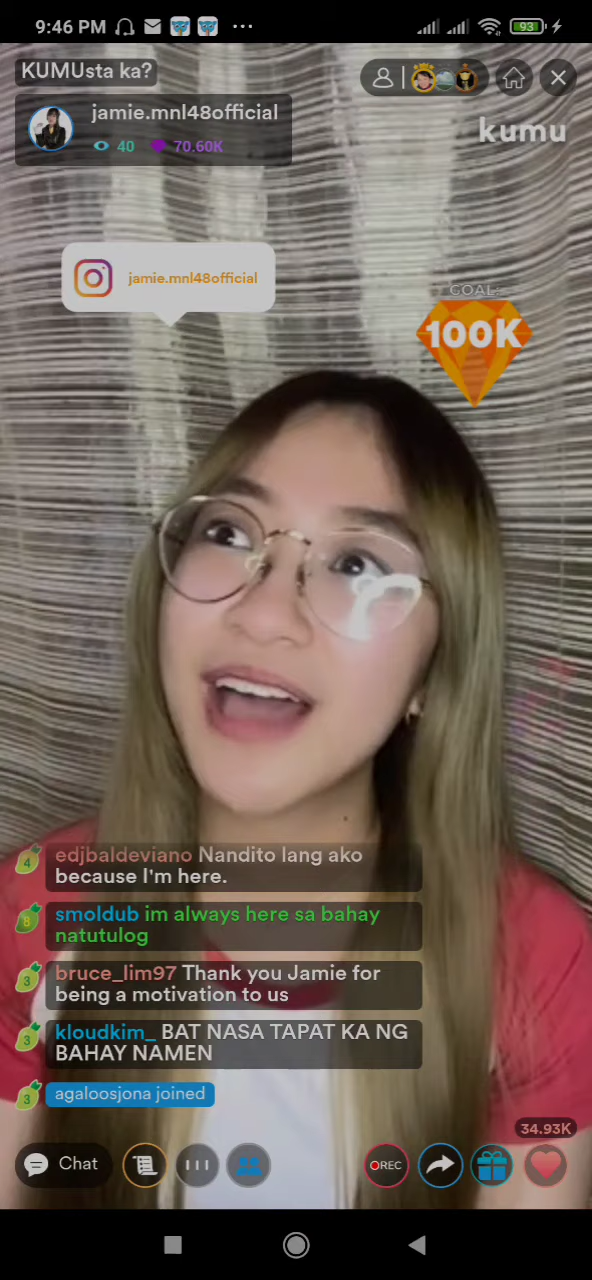 9:46 PM
93
KUMUsta ka?
jamie.mnl48official
40
70.60K
kumu
jamie.mnl48official
GOAL:
100K
4
edjbaldeviano Nandito lang ako
because I'm here.
8
smoldub im always here sa bahay
natutulog
3
bruce_lim97 Thank you Jamie for
being a motivation to us
3
kloudkim_ BAT NASA TAPAT KA NG
BAHAY NAMEN
3
agaloosjona joined
34.93K
Chat
REC